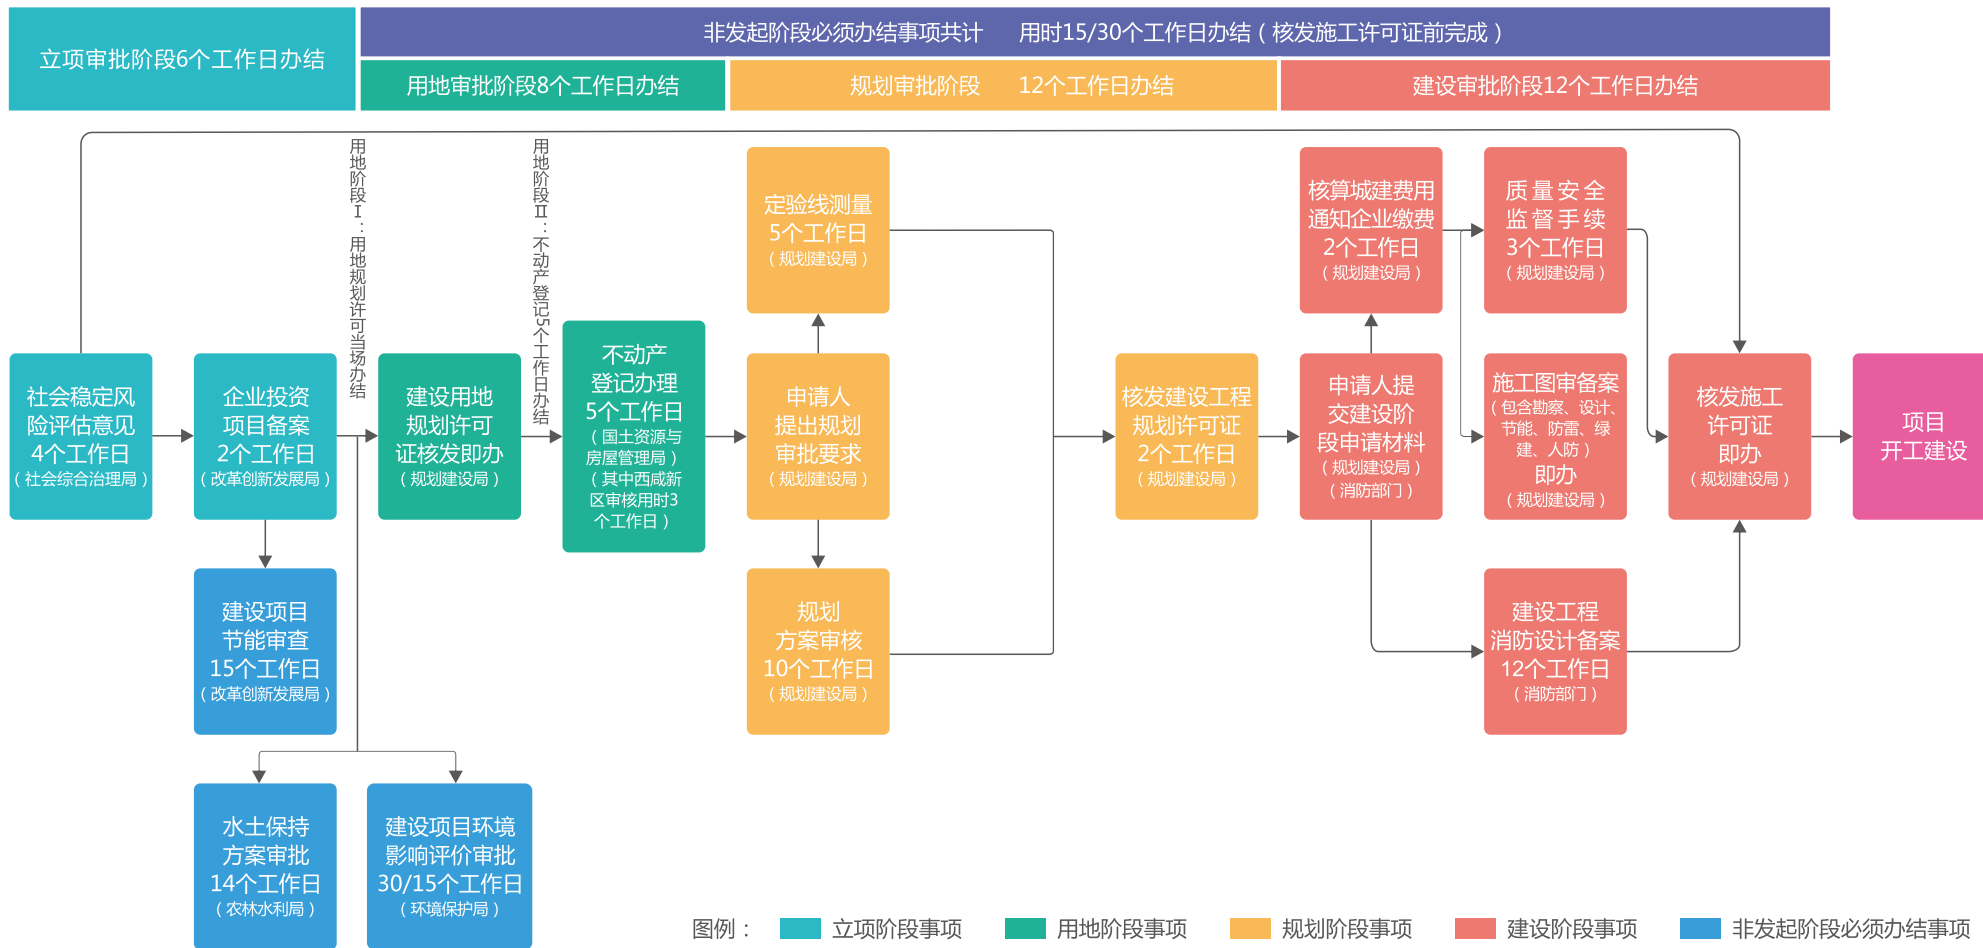 立项审批阶段6个工作日办结
非发起阶段必须办结事项共计 用时15/30个工作日办结（核发施工许可证前完成）
用地审批阶段8个工作日办结
规划审批阶段 12个工作日办结
建设审批阶段12个工作日办结
用地阶段Ⅰ：用地规划许可当场办结
用地阶段Ⅱ：不动产登记5个工作日办结
社会稳定风
险评估意见
4个工作日
（社会综合治理局）
企业投资
项目备案
2个工作日
（改革创新发展局）
建设项目
节能审查
15个工作日
（改革创新发展局）
水土保持
方案审批
14个工作日
（农林水利局）
建设项目环境
影响评价审批
30/15个工作日
（环境保护局）
建设用地
规划许可
证核发即办
（规划建设局）
不动产
登记办理
5个工作日
（国土资源与
房屋管理局）
（其中西咸新
区审核用时3
个工作日）
定验线测量
5个工作日
（规划建设局）
申请人
提出规划
审批要求
（规划建设局）
规划
方案审核
10个工作日
（规划建设局）
核发建设工程
规划许可证
2个工作日
（规划建设局）
核算城建费用
通知企业缴费
2个工作日
（规划建设局）
申请人提
交建设阶
段申请材料
（规划建设局）
（消防部门）
质量安全
监督手续
3个工作日
（规划建设局）
施工图审备案
（包含勘察、设计、
节能、防雷、绿
建、人防）
即办
（规划建设局）
建设工程
消防设计备案
12个工作日
（消防部门）
核发施工
许可证
即办
（规划建设局）
项目
开工建设
图例：
立项阶段事项
用地阶段事项
规划阶段事项
建设阶段事项
非发起阶段必须办结事项